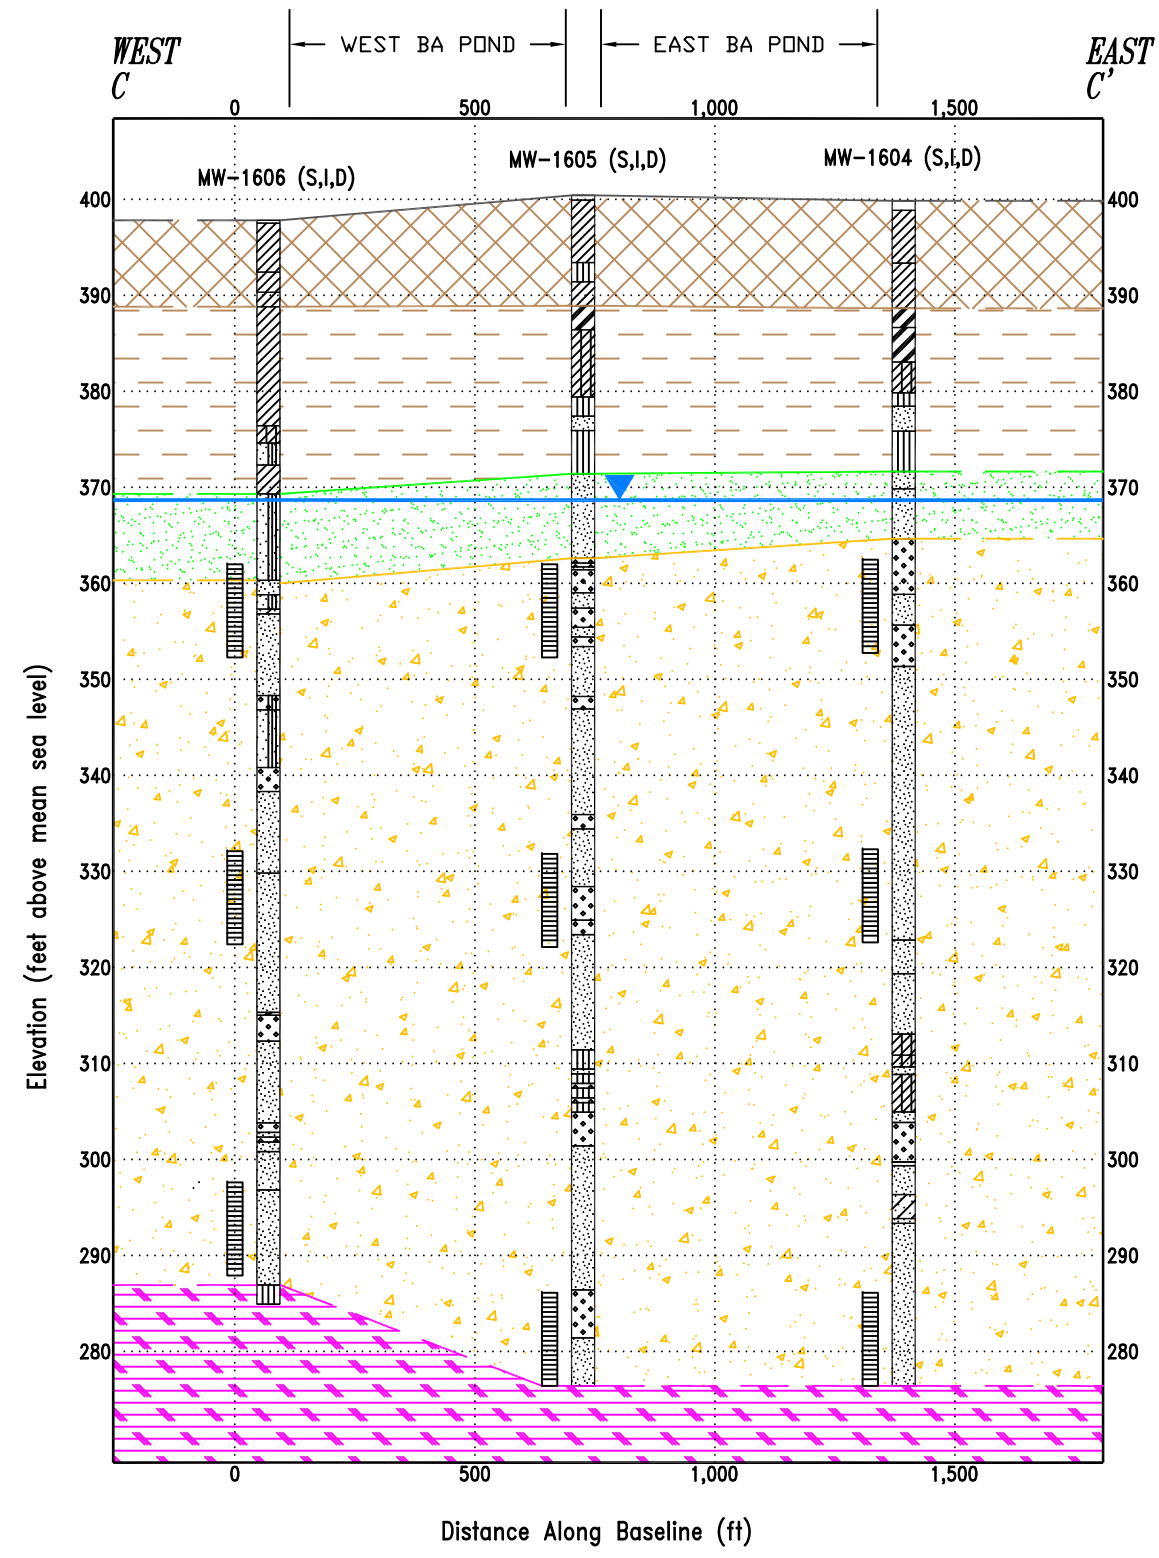 WEST
C
WEST BA POND
EAST BA POND
EAST
C'
0 500 1,000 1,500
MW-1606 (S,I,D)
MW-1605 (S,I,D)
MW-1604 (S,I,D)
400 400
390 390
380 380
370 370
360 360
350 350
340 340
330 330
320 320
310 310
300 300
290 290
280 280
Elevation (feet above mean sea level)
0 500 1,000 1,500
Distance Along Baseline (ft)